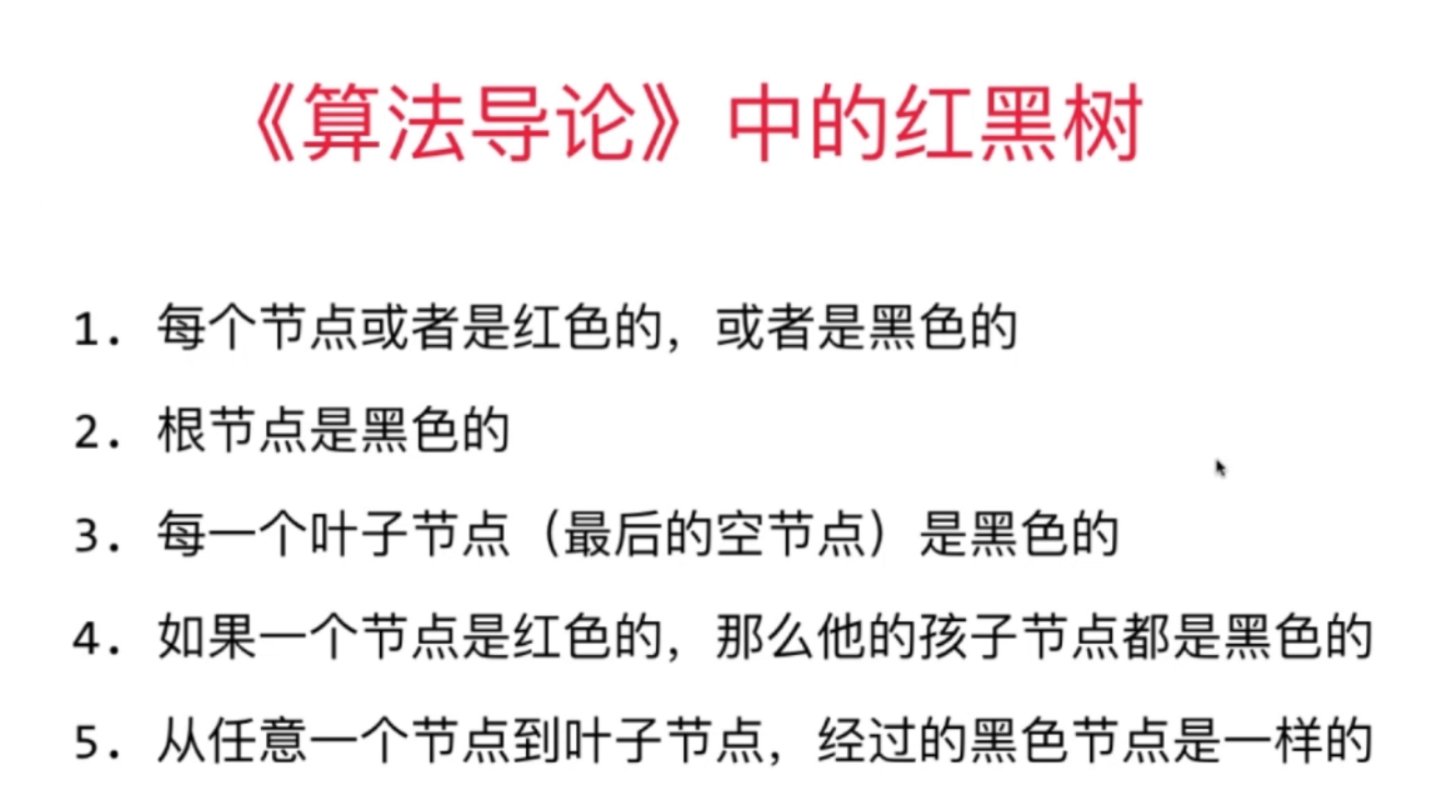 《算法导论》中的红黑树
1. 每个节点或者是红色的，或者是黑色的
2. 根节点是黑色的
3. 每一个叶子节点（最后的空节点）是黑色的
4. 如果一个节点是红色的，那么他的孩子节点都是黑色的
5. 从任意一个节点到叶子节点，经过的黑色节点是一样的